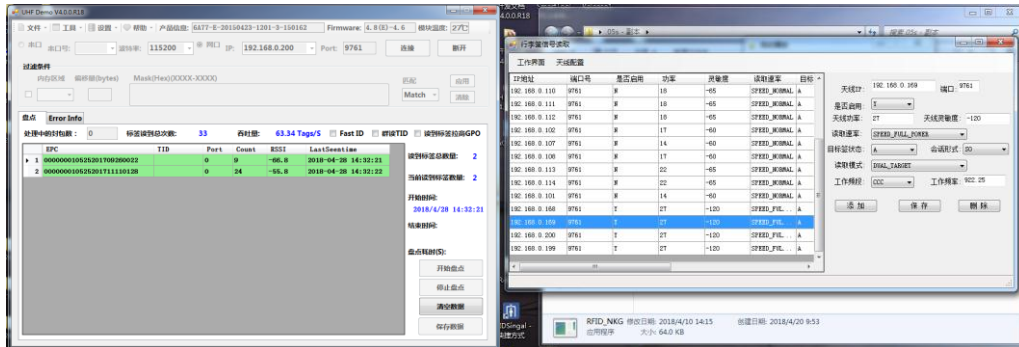 UHF Demo V4.0.0.R18
文件 工具 设置 帮助 产品信息: 6A77-E-20150423-1201-3-150162 Firmware: 4.8(E)-4.6 模块温度: 27℃
串口 串口号: 波特率: 115200 网口 IP: 192.168.0.200 Port: 9761 连接 断开
过滤条件
内存区域 偏移量(bytes) Mask(Hex)(XXXX-XXXX) 匹配 应用
Match 清除
盘点 Error Info
处理中的封包数: 0 标签读到总次数: 33 吞吐量: 63.34 Tags/S Fast ID 群读TID 读到标签拉高GPO
EPC TID Port Count RSSI LastSeentime
1 000000010525201709260022 0 9 -66.8 2018-04-28 14:32:21
2 000000010525201711110128 0 24 -55.8 2018-04-28 14:32:22
读到标签总数量: 2
当前读到标签数量: 2
开始时间:
2018/4/28 14:32:21
结束时间:
盘点耗时(S):
开始盘点
停止盘点
清空数据
保存数据
4.0.0.R18
05s - 副本
搜索 05s - 副本
行李架信号读取
工作界面 天线配置
IP地址 端口号 是否启用 功率 灵敏度 读取速率 目标
192.168.0.110 9761 N 18 -65 SPEED_NORMAL A
192.168.0.111 9761 N 18 -65 SPEED_NORMAL A
192.168.0.112 9761 N 18 -65 SPEED_NORMAL A
192.168.0.102 9761 N 17 -60 SPEED_NORMAL A
192.168.0.107 9761 N 14 -60 SPEED_NORMAL A
192.168.0.108 9761 N 17 -60 SPEED_NORMAL A
192.168.0.113 9761 N 22 -65 SPEED_NORMAL A
192.168.0.114 9761 N 22 -65 SPEED_NORMAL A
192.168.0.101 9761 N 14 -60 SPEED_NORMAL A
192.168.0.168 9761 Y 27 -120 SPEED_FUL... A
192.168.0.169 9761 Y 27 -120 SPEED_FUL... A
192.168.0.200 9761 Y 27 -120 SPEED_FUL... A
192.168.0.199 9761 Y 27 -120 SPEED_FUL... A
天线IP: 192.168.0.169 端口: 9761
是否启用: Y
天线功率: 27 天线灵敏度: -120
读取速率: SPEED_FULL_POWER
目标签状态: A 会话形式: S0
读取模式: DUAL_TARGET
工作频段: CCC 工作频率: 922.25
添加 保存 删除
IDSingal -
RFID_NKG 修改日期: 2018/4/10 14:15 创建日期: 2018/4/20 9:53
应用程序 大小: 64.0 KB